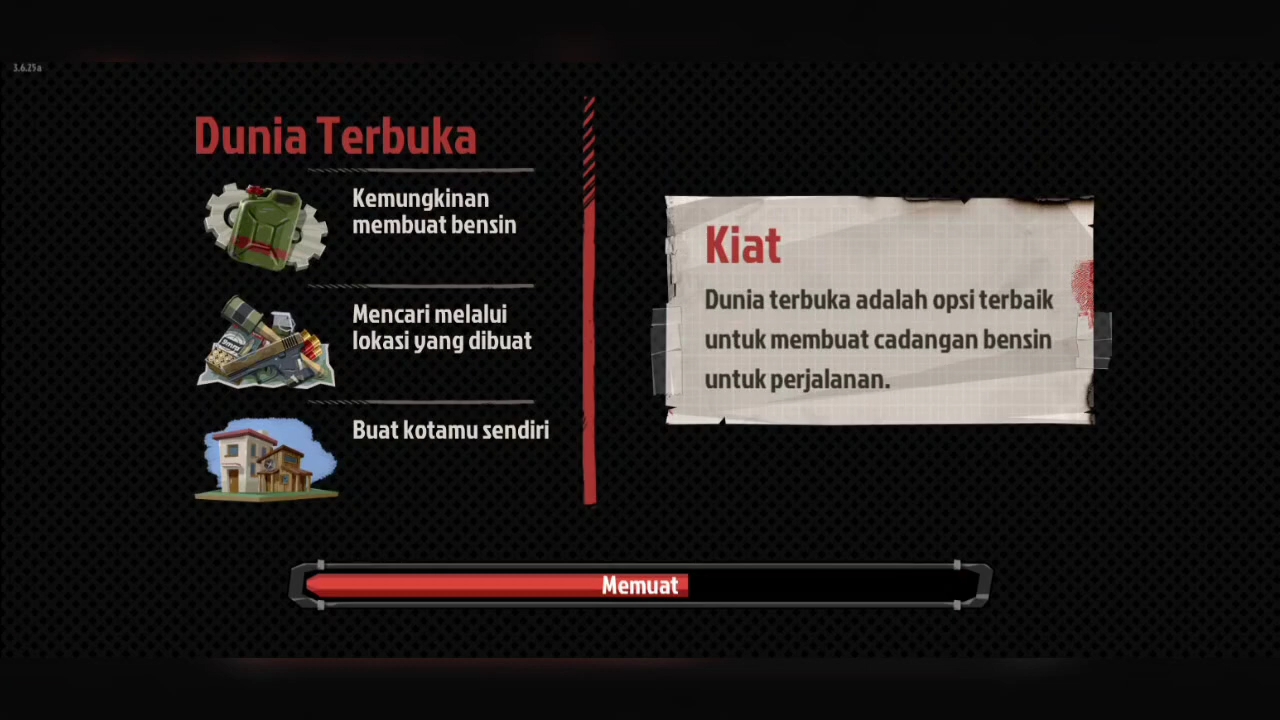 3.6.25a
Dunia Terbuka
Kemungkinan
membuat bensin
Mencari melalui
lokasi yang dibuat
Buat kotamu sendiri
Kiat
Dunia terbuka adalah opsi terbaik
untuk membuat cadangan bensin
untuk perjalanan.
Memuat